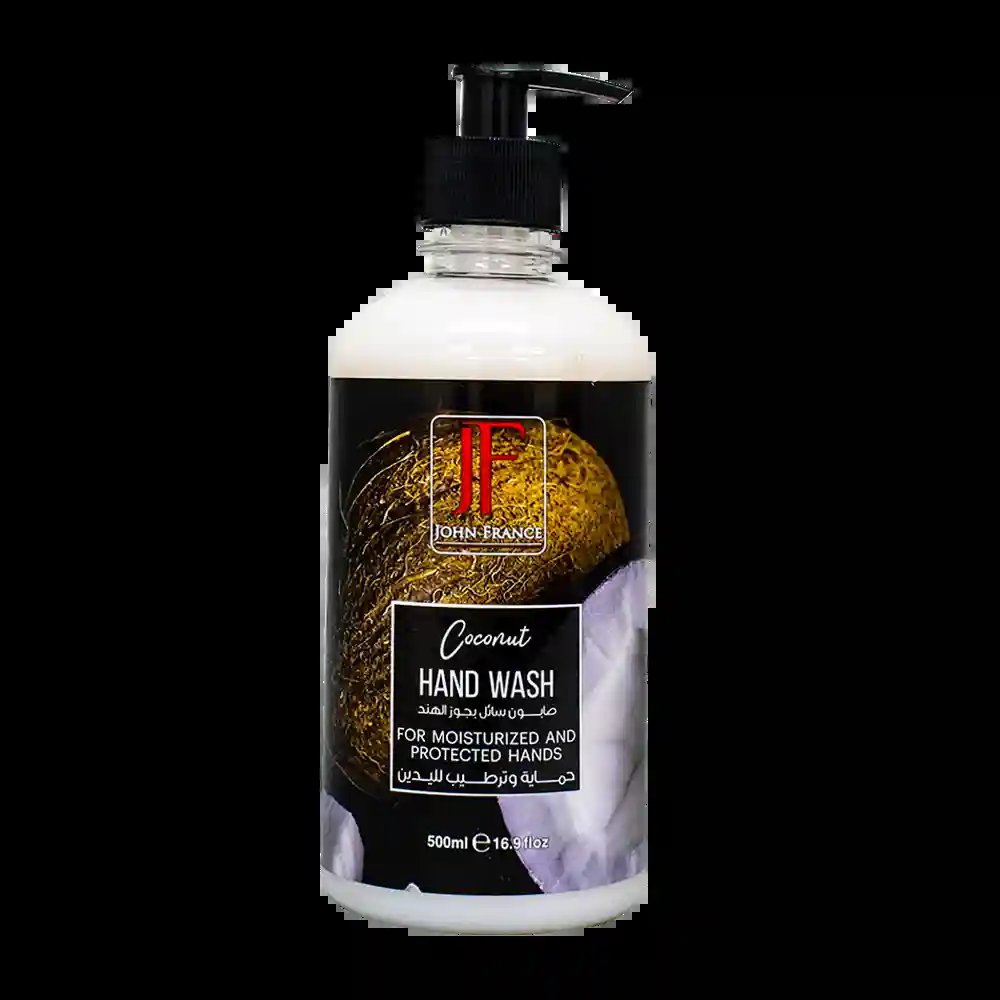 JF
JOHN FRANCE
Coconut
HAND WASH
صابون سائل بجوز الهند
FOR MOISTURIZED AND
PROTECTED HANDS
حماية وترطيب لليدين
500ml ℮ 16.9 floz